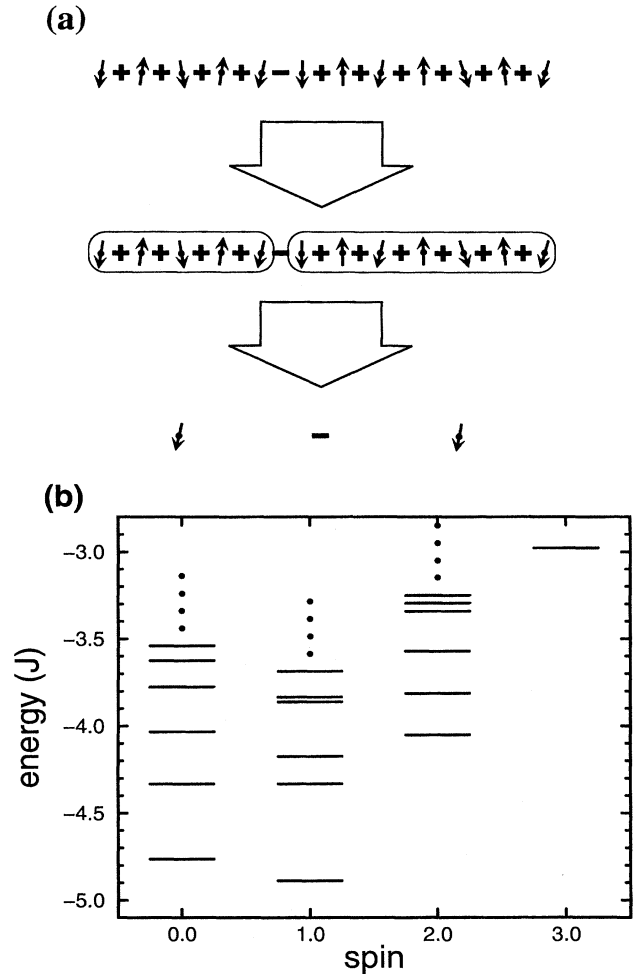 (a)
+ + + + − + + + + + +
+ + + + − + + + + + +
−
(b)
−3.0
−3.5
−4.0
−4.5
−5.0
energy (J)
0.0 1.0 2.0 3.0
spin